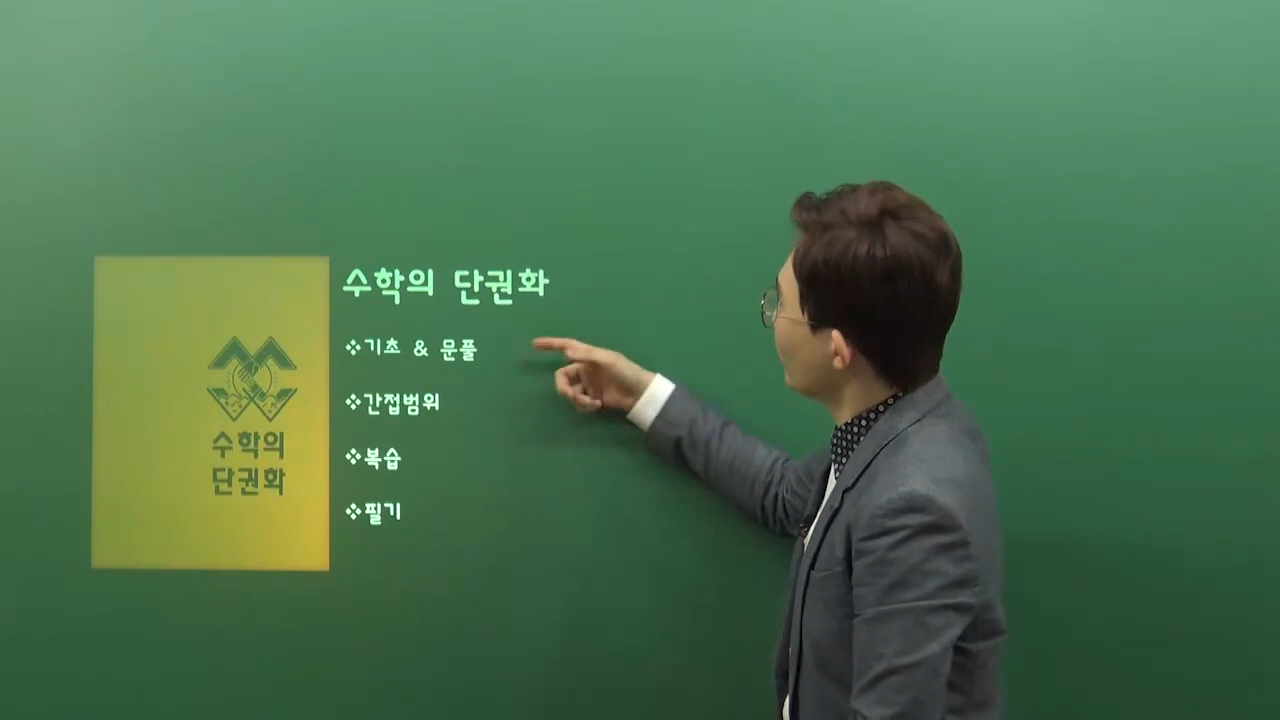 수학의
단권화
수학의 단권화
❖기초 & 문풀
❖간접범위
❖복습
❖필기